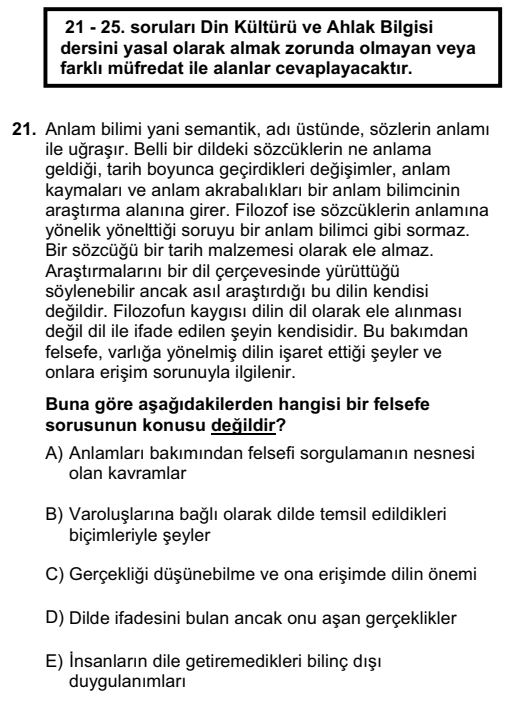 21 - 25. soruları Din Kültürü ve Ahlak Bilgisi
dersini yasal olarak almak zorunda olmayan veya
farklı müfredat ile alanlar cevaplayacaktır.
21. Anlam bilimi yani semantik, adı üstünde, sözlerin anlamı
ile uğraşır. Belli bir dildeki sözcüklerin ne anlama
geldiği, tarih boyunca geçirdikleri değişimler, anlam
kaymaları ve anlam akrabalıkları bir anlam bilimcinin
araştırma alanına girer. Filozof ise sözcüklerin anlamına
yönelik yönelttiği soruyu bir anlam bilimci gibi sormaz.
Bir sözcüğü bir tarih malzemesi olarak ele almaz.
Araştırmalarını bir dil çerçevesinde yürüttüğü
söylenebilir ancak asıl araştırdığı bu dilin kendisi
değildir. Filozofun kaygısı dilin dil olarak ele alınması
değil dil ile ifade edilen şeyin kendisidir. Bu bakımdan
felsefe, varlığa yönelmiş dilin işaret ettiği şeyler ve
onlara erişim sorunuyla ilgilenir.
Buna göre aşağıdakilerden hangisi bir felsefe
sorusunun konusu değildir?
A) Anlamları bakımından felsefi sorgulamanın nesnesi
olan kavramlar
B) Varoluşlarına bağlı olarak dilde temsil edildikleri
biçimleriyle şeyler
C) Gerçekliği düşünebilme ve ona erişimde dilin önemi
D) Dilde ifadesini bulan ancak onu aşan gerçeklikler
E) İnsanların dile getiremedikleri bilinç dışı
duygulanımları